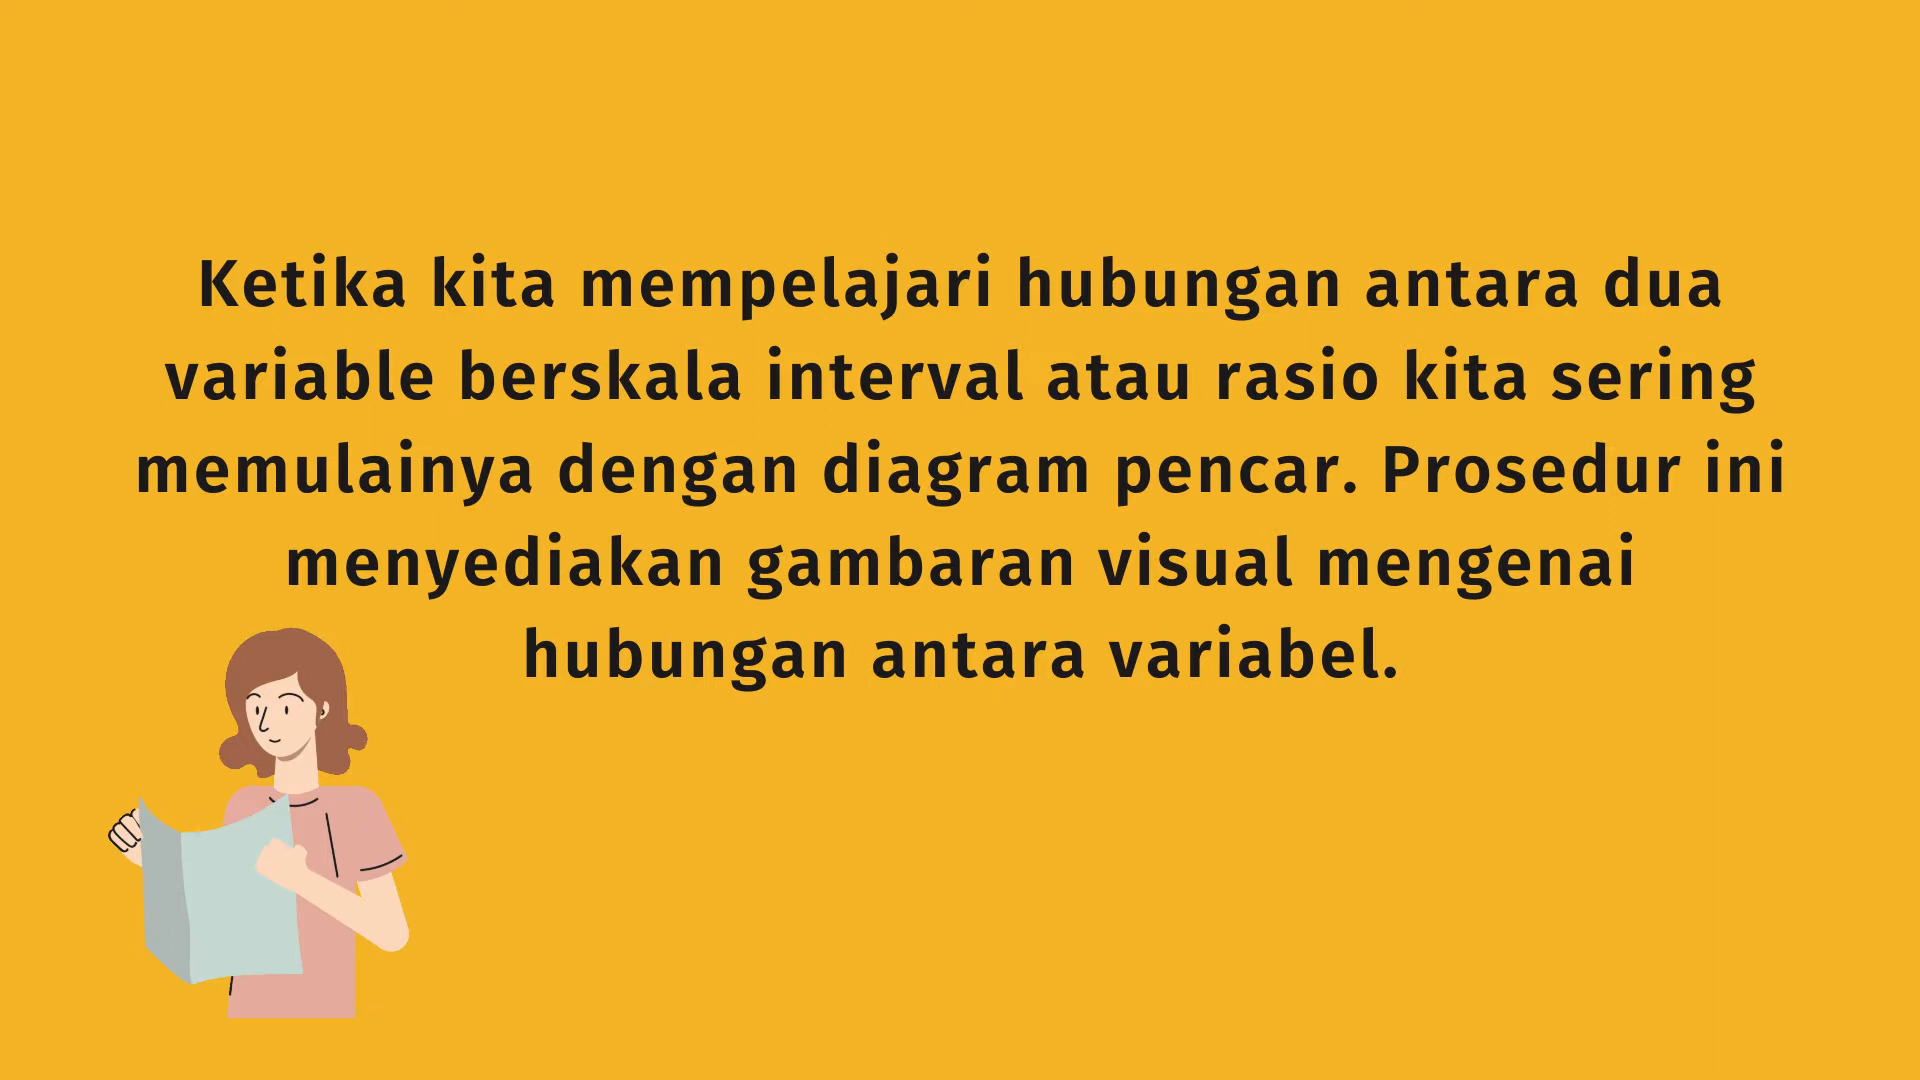 Ketika kita mempelajari hubungan antara dua
variable berskala interval atau rasio kita sering
memulainya dengan diagram pencar. Prosedur ini
menyediakan gambaran visual mengenai
hubungan antara variabel.